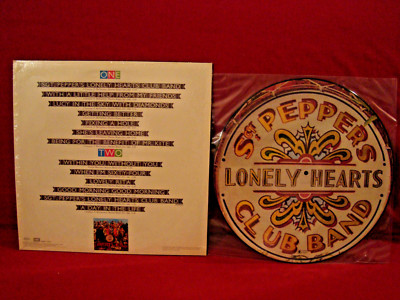 ONE
SGT. PEPPER'S LONELY HEARTS CLUB BAND
WITH A LITTLE HELP FROM MY FRIENDS
LUCY IN THE SKY WITH DIAMONDS
GETTING BETTER
FIXING A HOLE
SHE'S LEAVING HOME
BEING FOR THE BENEFIT OF MR. KITE
TWO
WITHIN YOU WITHOUT YOU
WHEN I'M SIXTY-FOUR
LOVELY RITA
GOOD MORNING GOOD MORNING
SGT. PEPPER'S LONELY HEARTS CLUB BAND
A DAY IN THE LIFE
EMI
SGT PEPPERS
LONELY HEARTS
CLUB BAND